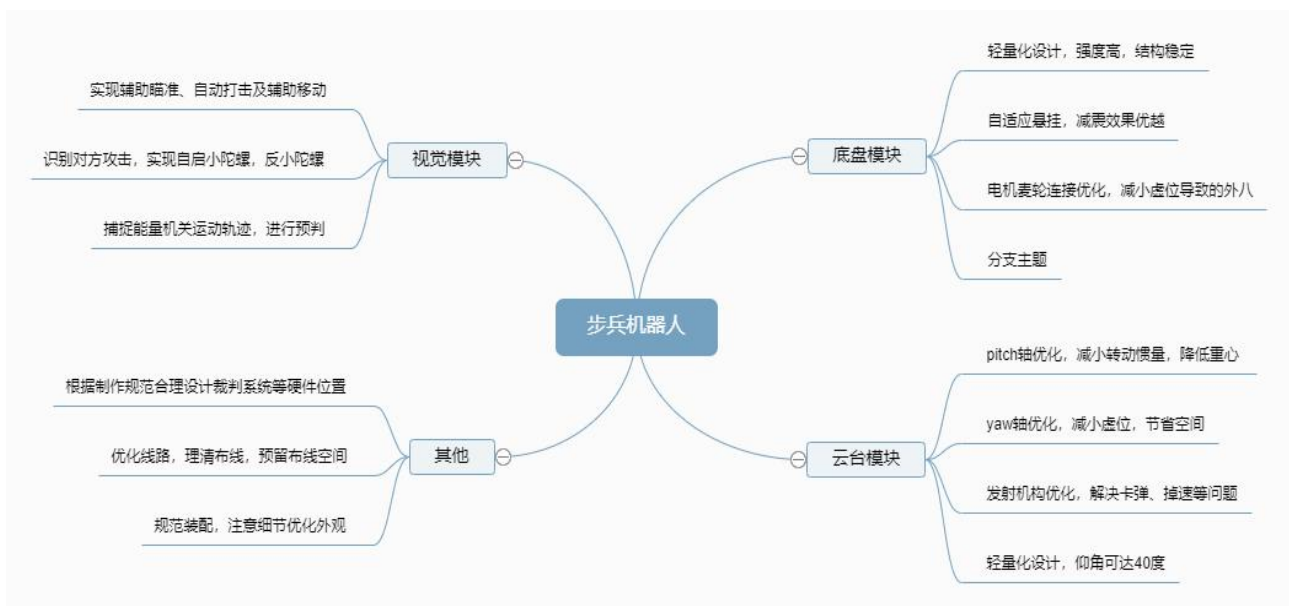 步兵机器人
视觉模块
实现辅助瞄准、自动打击及辅助移动
识别对方攻击，实现自启小陀螺，反小陀螺
捕捉能量机关运动轨迹，进行预判
底盘模块
轻量化设计，强度高，结构稳定
自适应悬挂，减震效果优越
电机麦轮连接优化，减小虚位导致的外八
分支主题
其他
根据制作规范合理设计裁判系统等硬件位置
优化线路，理清布线，预留布线空间
规范装配，注意细节优化外观
云台模块
pitch轴优化，减小转动惯量，降低重心
yaw轴优化，减小虚位，节省空间
发射机构优化，解决卡弹、掉速等问题
轻量化设计，仰角可达40度